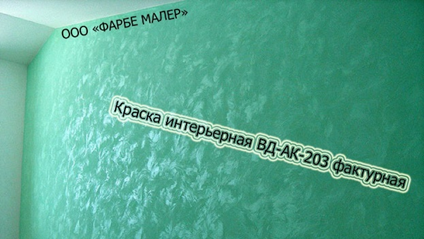 ООО «ФАРБЕ МАЛЕР»
Краска интерьерная ВД-АК-203 фактурная